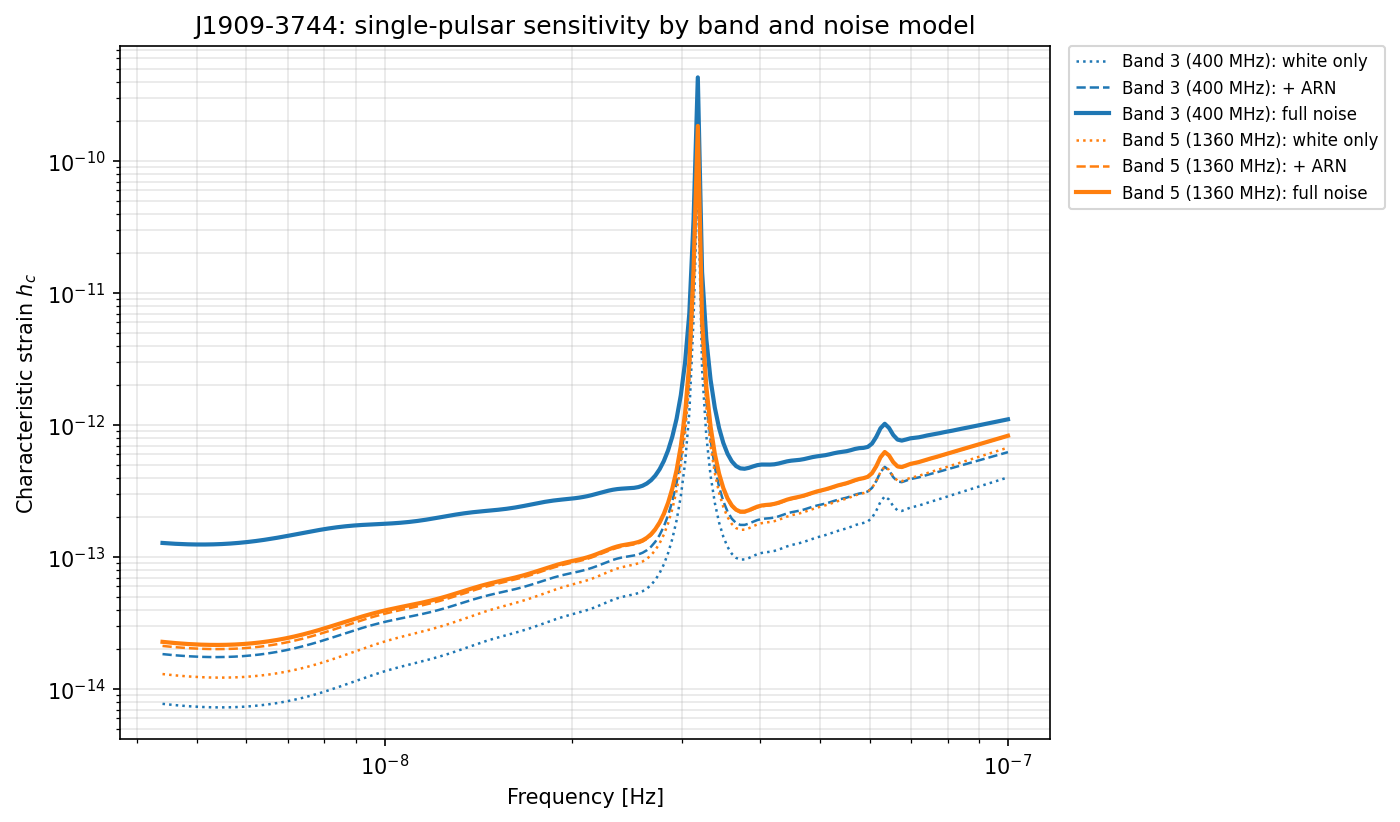 J1909-3744: single-pulsar sensitivity by band and noise model
Characteristic strain h_c
10⁻¹⁰
10⁻¹¹
10⁻¹²
10⁻¹³
10⁻¹⁴
10⁻⁸
10⁻⁷
Frequency [Hz]
Band 3 (400 MHz): white only
Band 3 (400 MHz): + ARN
Band 3 (400 MHz): full noise
Band 5 (1360 MHz): white only
Band 5 (1360 MHz): + ARN
Band 5 (1360 MHz): full noise